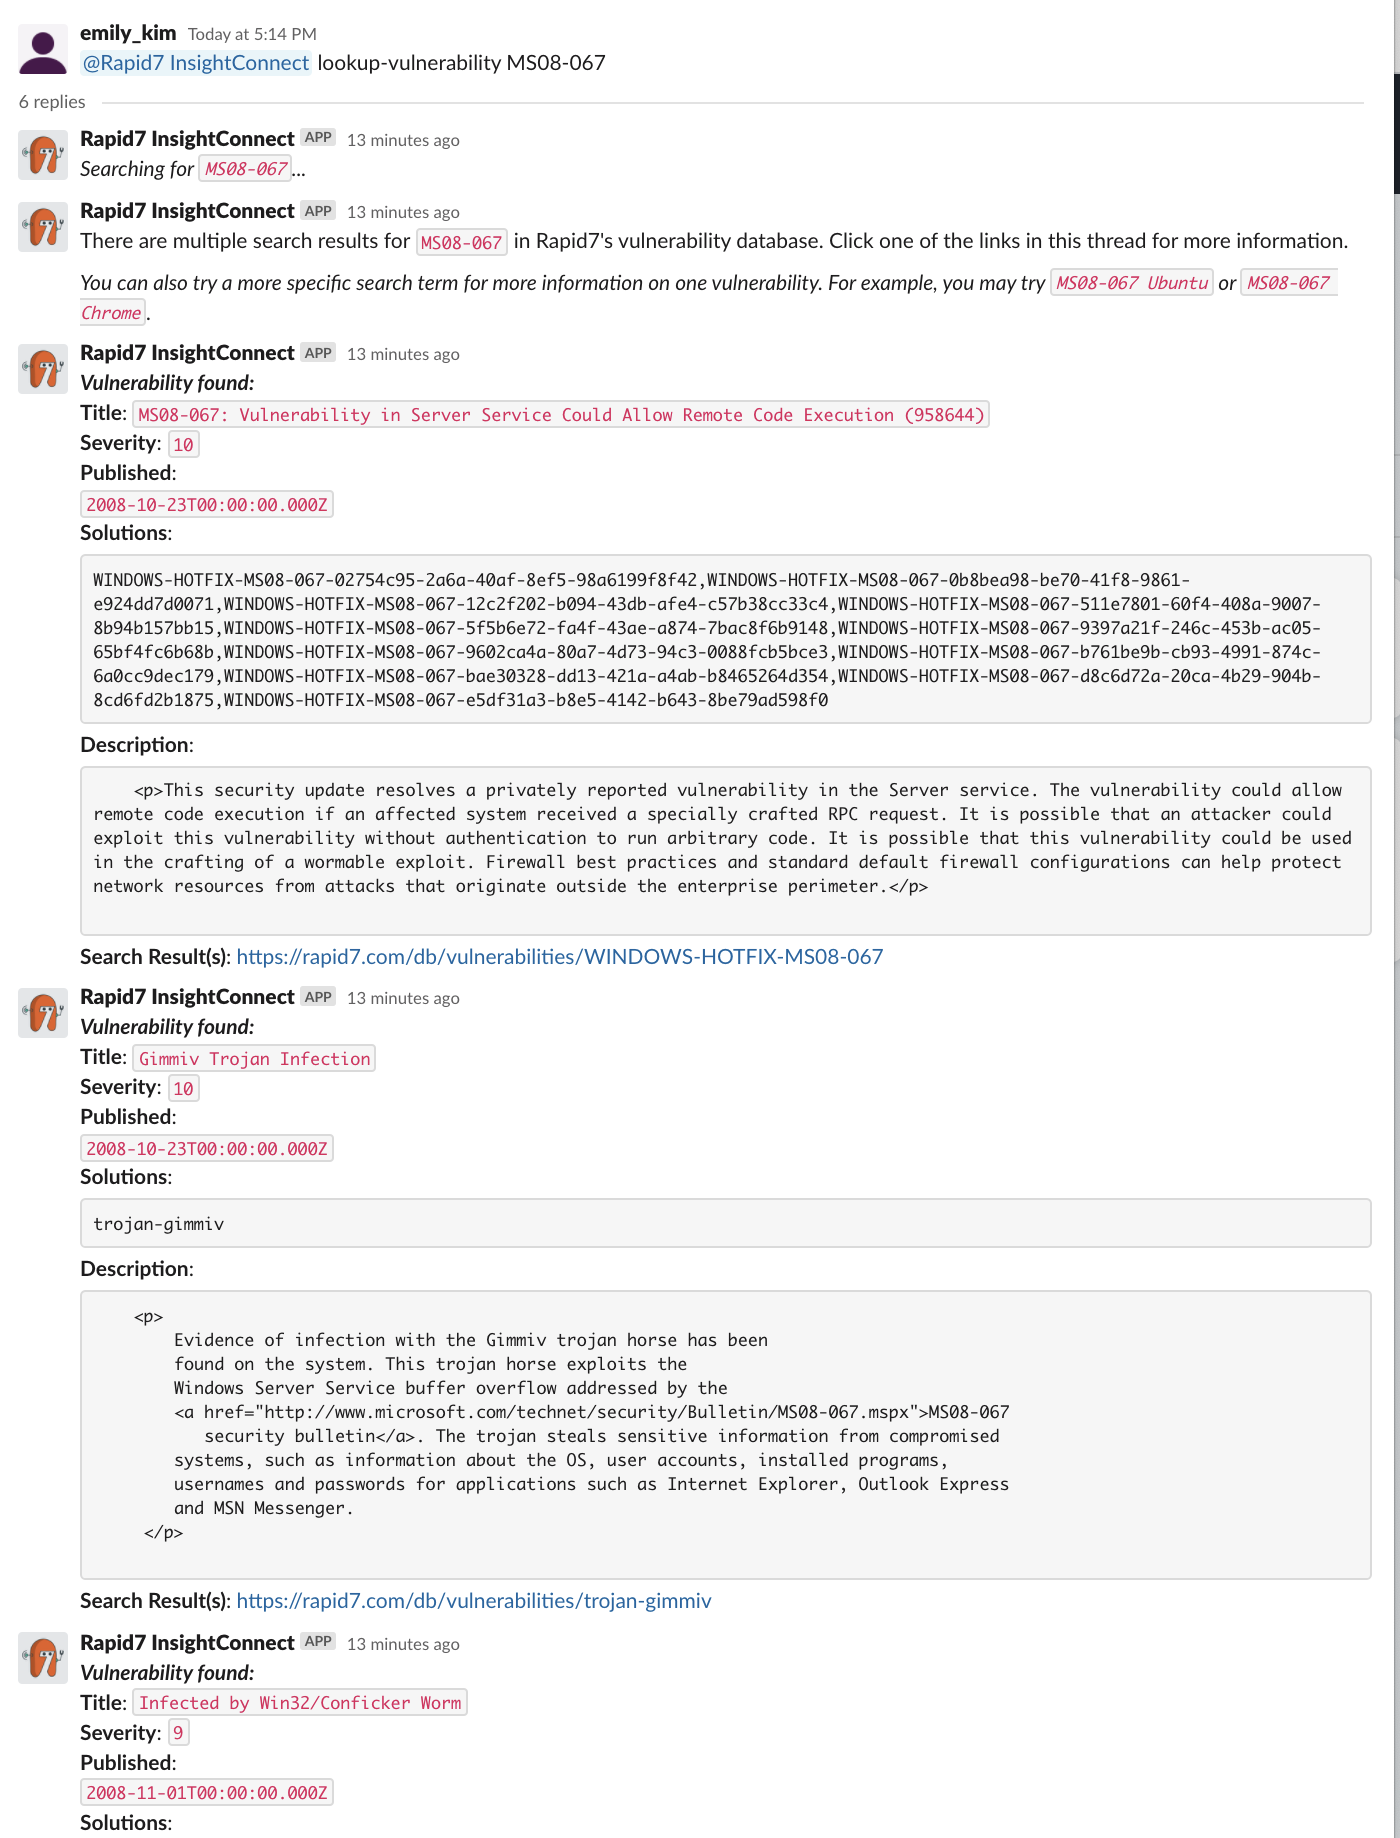 emily_kim Today at 5:14 PM
@Rapid7 InsightConnect lookup-vulnerability MS08-067
6 replies
Rapid7 InsightConnect APP 13 minutes ago
Searching for MS08-067...
Rapid7 InsightConnect APP 13 minutes ago
There are multiple search results for MS08-067 in Rapid7's vulnerability database. Click one of the links in this thread for more information.
You can also try a more specific search term for more information on one vulnerability. For example, you may try MS08-067 Ubuntu or MS08-067
Chrome.
Rapid7 InsightConnect APP 13 minutes ago
Vulnerability found:
Title: MS08-067: Vulnerability in Server Service Could Allow Remote Code Execution (958644)
Severity: 10
Published:
2008-10-23T00:00:00.000Z
Solutions:
WINDOWS-HOTFIX-MS08-067-02754c95-2a6a-40af-8ef5-98a6199f8f42,WINDOWS-HOTFIX-MS08-067-0b8bea98-be70-41f8-9861-
e924dd7d0071,WINDOWS-HOTFIX-MS08-067-12c2f202-b094-43db-afe4-c57b38cc33c4,WINDOWS-HOTFIX-MS08-067-511e7801-60f4-408a-9007-
8b94b157bb15,WINDOWS-HOTFIX-MS08-067-5f5b6e72-fa4f-43ae-a874-7bac8f6b9148,WINDOWS-HOTFIX-MS08-067-9397a21f-246c-453b-ac05-
65bf4fc6b68b,WINDOWS-HOTFIX-MS08-067-9602ca4a-80a7-4d73-94c3-0088fcb5bce3,WINDOWS-HOTFIX-MS08-067-b761be9b-cb93-4991-874c-
6a0cc9dec179,WINDOWS-HOTFIX-MS08-067-bae30328-dd13-421a-a4ab-b8465264d354,WINDOWS-HOTFIX-MS08-067-d8c6d72a-20ca-4b29-904b-
8cd6fd2b1875,WINDOWS-HOTFIX-MS08-067-e5df31a3-b8e5-4142-b643-8be79ad598f0
Description:
<p>This security update resolves a privately reported vulnerability in the Server service. The vulnerability could allow
remote code execution if an affected system received a specially crafted RPC request. It is possible that an attacker could
exploit this vulnerability without authentication to run arbitrary code. It is possible that this vulnerability could be used
in the crafting of a wormable exploit. Firewall best practices and standard default firewall configurations can help protect
network resources from attacks that originate outside the enterprise perimeter.</p>
Search Result(s): https://rapid7.com/db/vulnerabilities/WINDOWS-HOTFIX-MS08-067
Rapid7 InsightConnect APP 13 minutes ago
Vulnerability found:
Title: Gimmiv Trojan Infection
Severity: 10
Published:
2008-10-23T00:00:00.000Z
Solutions:
trojan-gimmiv
Description:
<p>
Evidence of infection with the Gimmiv trojan horse has been
found on the system. This trojan horse exploits the
Windows Server Service buffer overflow addressed by the
<a href="http://www.microsoft.com/technet/security/Bulletin/MS08-067.mspx">MS08-067
security bulletin</a>. The trojan steals sensitive information from compromised
systems, such as information about the OS, user accounts, installed programs,
usernames and passwords for applications such as Internet Explorer, Outlook Express
and MSN Messenger.
</p>
Search Result(s): https://rapid7.com/db/vulnerabilities/trojan-gimmiv
Rapid7 InsightConnect APP 13 minutes ago
Vulnerability found:
Title: Infected by Win32/Conficker Worm
Severity: 9
Published:
2008-11-01T00:00:00.000Z
Solutions: